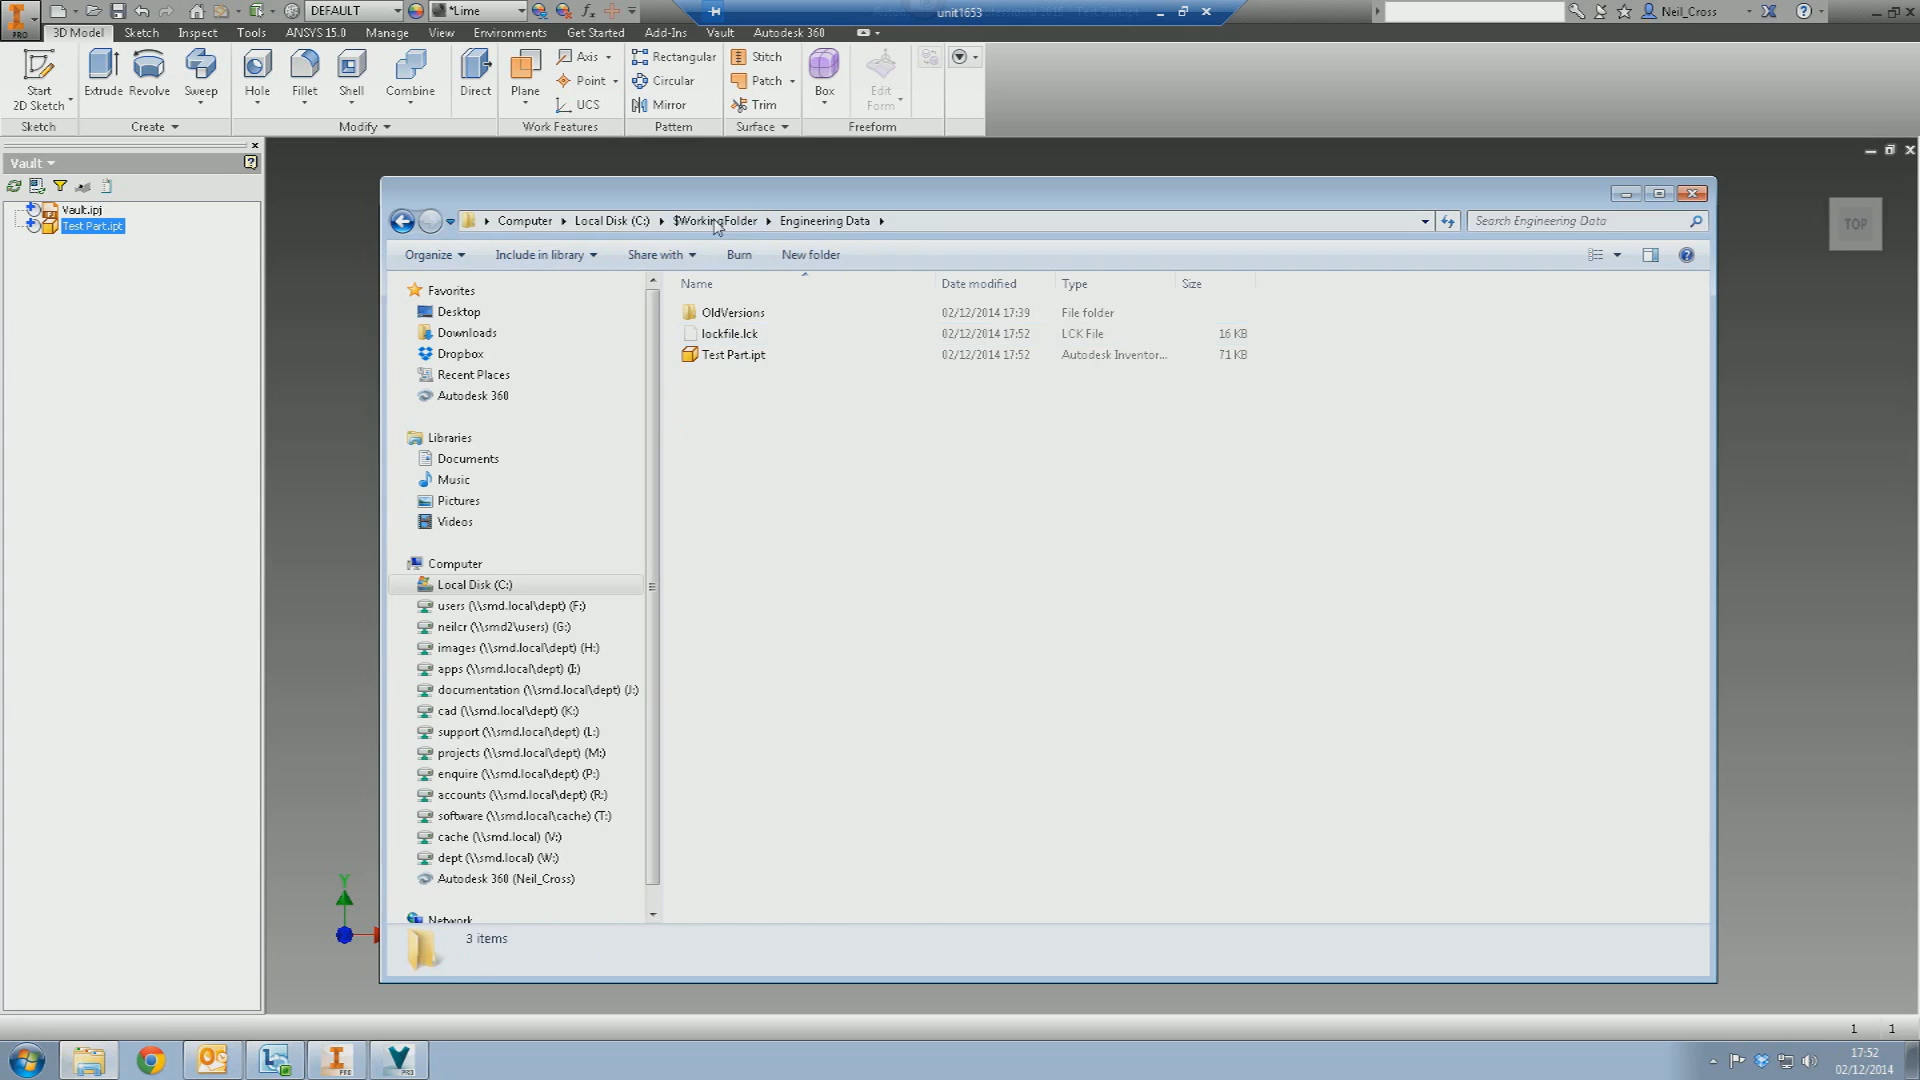 DEFAULT
*Lime
unit1653
Neil_Cross
PRO
3D Model Sketch Inspect Tools ANSYS 15.0 Manage View Environments Get Started Add-Ins Vault Autodesk 360
Start
2D Sketch
Extrude Revolve Sweep
Hole Fillet Shell Combine
Direct
Plane
Axis
Point
UCS
Rectangular
Circular
Mirror
Stitch
Patch
Trim
Box
Edit
Form
Sketch Create Modify Work Features Pattern Surface Freeform
Vault
Vault.ipj
Test Part.ipt
TOP
Computer Local Disk (C:) $WorkingFolder Engineering Data
Search Engineering Data
Organize Include in library Share with Burn New folder
Name Date modified Type Size
OldVersions 02/12/2014 17:39 File folder
lockfile.lck 02/12/2014 17:52 LCK File 16 KB
Test Part.ipt 02/12/2014 17:52 Autodesk Inventor... 71 KB
Favorites
Desktop
Downloads
Dropbox
Recent Places
Autodesk 360
Libraries
Documents
Music
Pictures
Videos
Computer
Local Disk (C:)
users (\\smd.local\dept) (F:)
neilcr (\\smd2\users) (G:)
images (\\smd.local\dept) (H:)
apps (\\smd.local\dept) (I:)
documentation (\\smd.local\dept) (J:)
cad (\\smd.local\dept) (K:)
support (\\smd.local\dept) (L:)
projects (\\smd.local\dept) (M:)
enquire (\\smd.local\dept) (P:)
accounts (\\smd.local\dept) (R:)
software (\\smd.local\cache) (T:)
cache (\\smd.local) (V:)
dept (\\smd.local) (W:)
Autodesk 360 (Neil_Cross)
Network
3 items
Y
1 1
PRO
PRO
17:52
02/12/2014